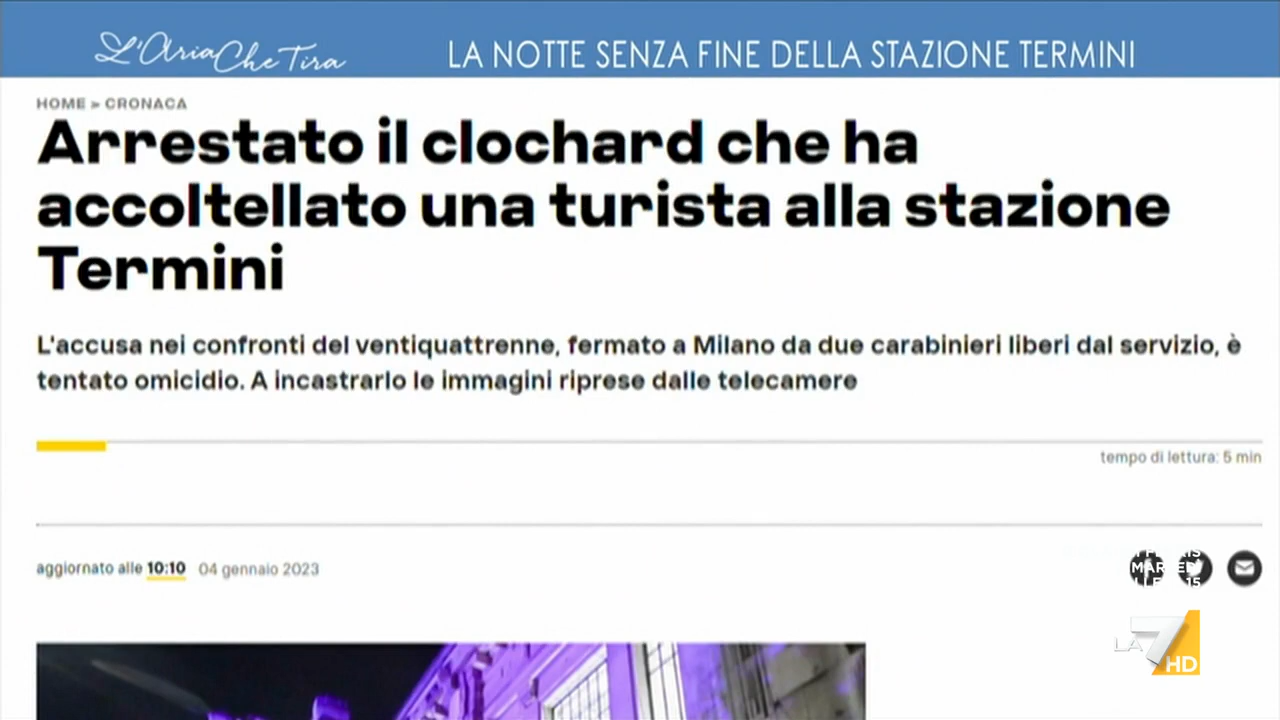 L'Aria Che Tira
LA NOTTE SENZA FINE DELLA STAZIONE TERMINI
HOME » CRONACA
Arrestato il clochard che ha
accoltellato una turista alla stazione
Termini
L'accusa nei confronti del ventiquattrenne, fermato a Milano da due carabinieri liberi dal servizio, è
tentato omicidio. A incastrarlo le immagini riprese dalle telecamere
tempo di lettura: 5 min
aggiornato alle 10:10 04 gennaio 2023
LA7
HD